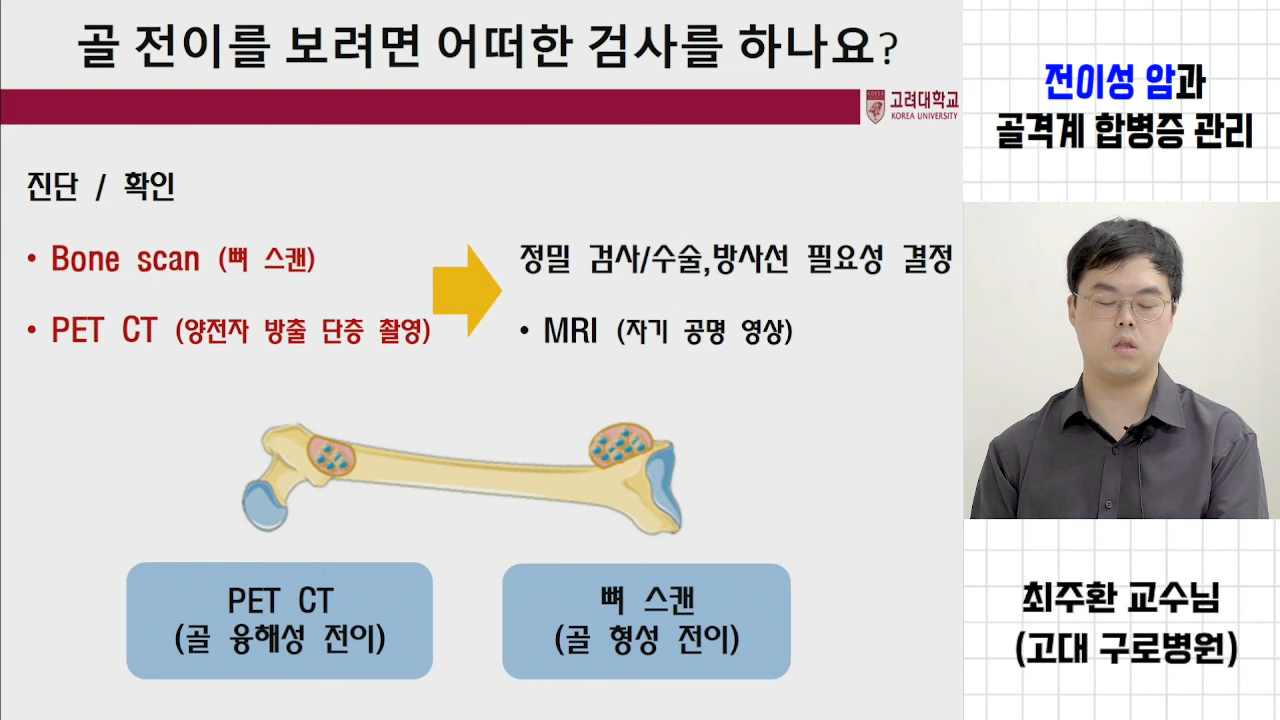 골 전이를 보려면 어떠한 검사를 하나요?
고려대학교
KOREA UNIVERSITY
진단 / 확인
• Bone scan (뼈 스캔)
• PET CT (양전자 방출 단층 촬영)
정밀 검사/수술,방사선 필요성 결정
• MRI (자기 공명 영상)
PET CT
(골 융해성 전이)
뼈 스캔
(골 형성 전이)
전이성 암과
골격계 합병증 관리
최주환 교수님
(고대 구로병원)